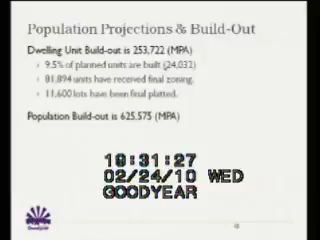 Population Projections & Build-Out
Dwelling Unit Build-out is 253,722 (MPA)
9.5% of planned units are built (24,032)
81,894 units have received final zoning.
11,600 lots have been final platted.
Population Build-out is 625,575 (MPA)
18:31:27
02/24/10 WED
GOODYEAR